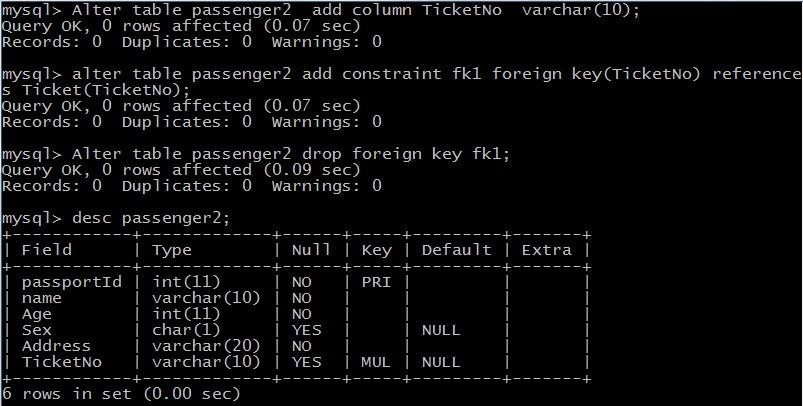 mysql> Alter table passenger2  add column TicketNo  varchar(10);
Query OK, 0 rows affected (0.07 sec)
Records: 0  Duplicates: 0  Warnings: 0
mysql> alter table passenger2 add constraint fk1 foreign key(TicketNo) reference
s Ticket(TicketNo);
Query OK, 0 rows affected (0.07 sec)
Records: 0  Duplicates: 0  Warnings: 0
mysql> Alter table passenger2 drop foreign key fk1;
Query OK, 0 rows affected (0.09 sec)
Records: 0  Duplicates: 0  Warnings: 0
mysql> desc passenger2;
+------------+-------------+------+-----+---------+-------+
| Field      | Type        | Null | Key | Default | Extra |
+------------+-------------+------+-----+---------+-------+
| passportId | int(11)     | NO   | PRI |         |       |
| name       | varchar(10) | NO   |     |         |       |
| Age        | int(11)     | NO   |     |         |       |
| Sex        | char(1)     | YES  |     | NULL    |       |
| Address    | varchar(20) | NO   |     |         |       |
| TicketNo   | varchar(10) | YES  | MUL | NULL    |       |
+------------+-------------+------+-----+---------+-------+
6 rows in set (0.00 sec)